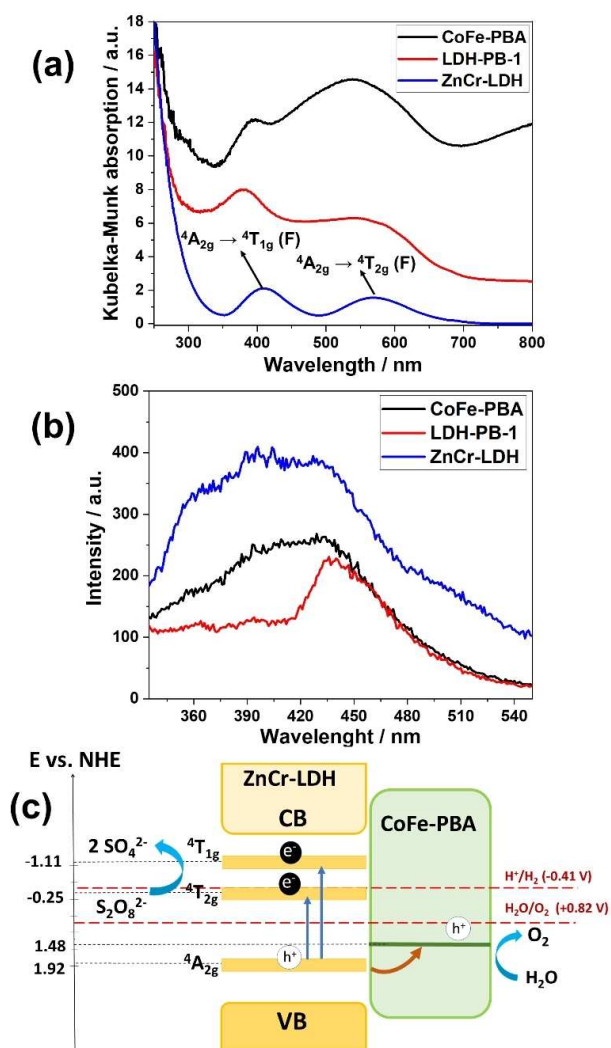 (a)
Kubelka-Munk absorption / a.u.
18
16
14
12
10
8
6
4
2
0
CoFe-PBA
LDH-PB-1
ZnCr-LDH
⁴A₂g → ⁴T₁g (F)
⁴A₂g → ⁴T₂g (F)
300 400 500 600 700 800
Wavelength / nm
(b)
Intensity / a.u.
500
400
300
200
100
0
CoFe-PBA
LDH-PB-1
ZnCr-LDH
360 390 420 450 480 510 540
Wavelenght / nm
(c)
E vs. NHE
ZnCr-LDH
CB
CoFe-PBA
2 SO₄²⁻
⁴T₁g
e⁻
-1.11
H⁺/H₂ (-0.41 V)
e⁻
-0.25
⁴T₂g
S₂O₈²⁻
H₂O/O₂ (+0.82 V)
h⁺
O₂
1.48
h⁺
1.92
⁴A₂g
H₂O
VB